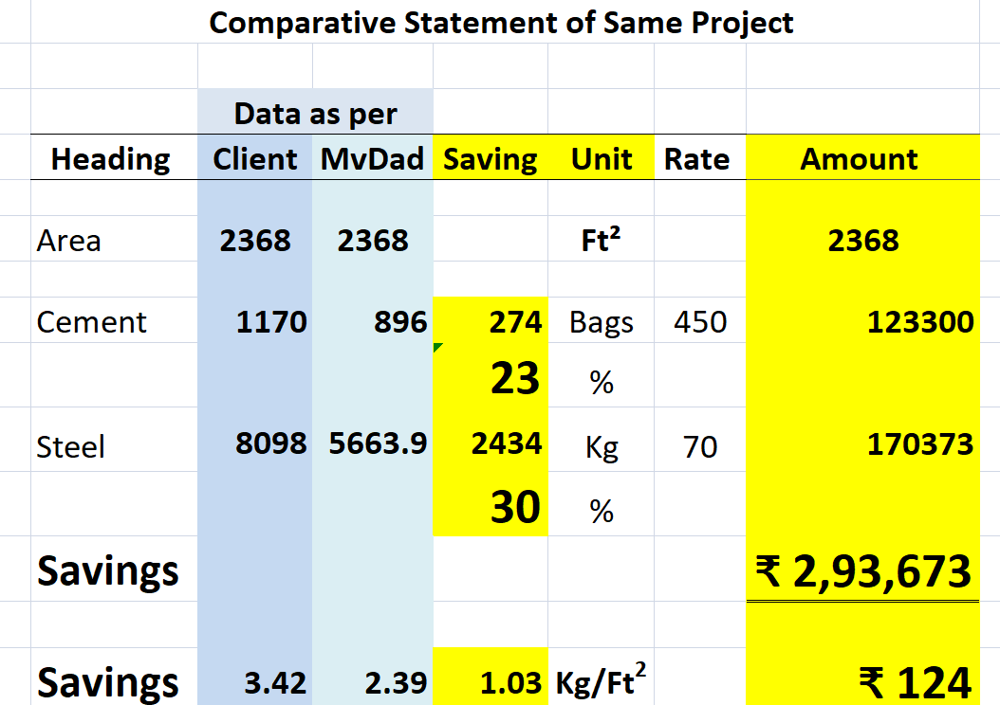 Comparative Statement of Same Project
Data as per
Heading Client MvDad Saving Unit Rate Amount
Area 2368 2368 Ft² 2368
Cement 1170 896 274 Bags 450 123300
23 %
Steel 8098 5663.9 2434 Kg 70 170373
30 %
Savings ₹ 2,93,673
Savings 3.42 2.39 1.03 Kg/Ft² ₹ 124